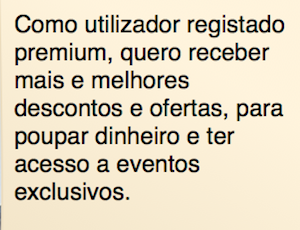 Como utilizador registado
premium, quero receber
mais e melhores
descontos e ofertas, para
poupar dinheiro e ter
acesso a eventos
exclusivos.